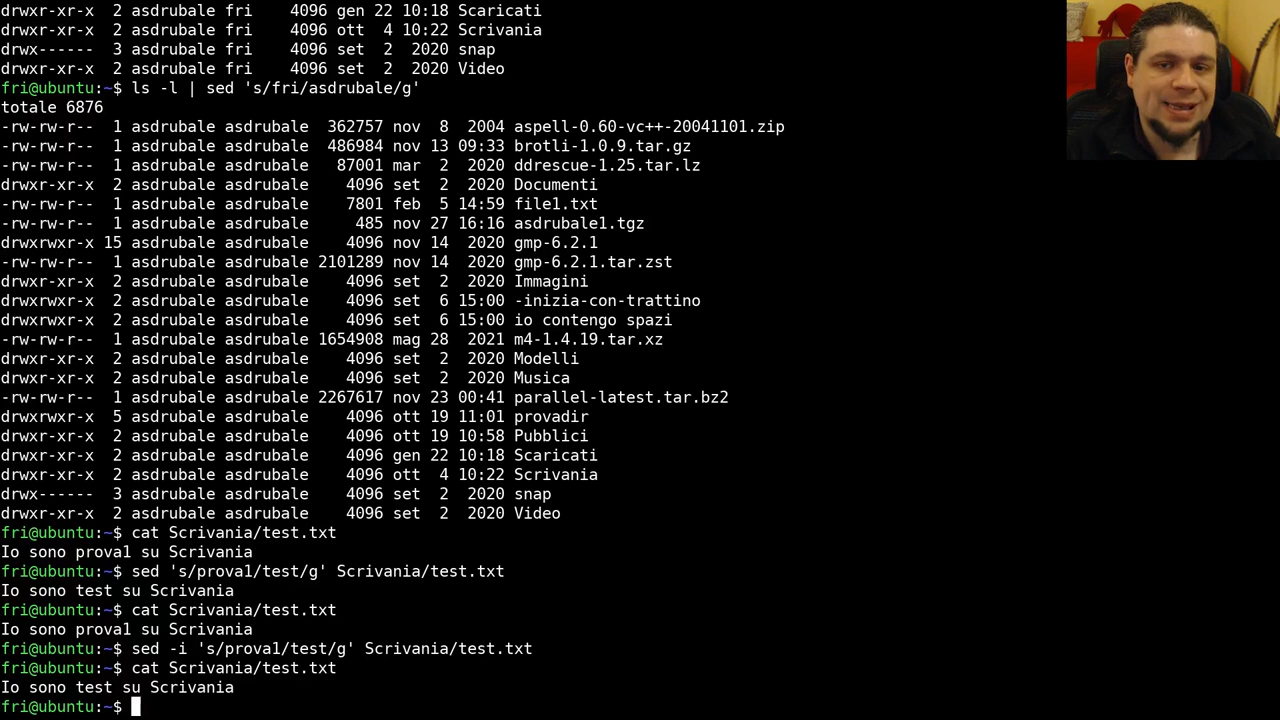 drwxr-xr-x  2 asdrubale fri    4096 gen 22 10:18 Scaricati
drwxr-xr-x  2 asdrubale fri    4096 ott  4 10:22 Scrivania
drwx------  3 asdrubale fri    4096 set  2  2020 snap
drwxr-xr-x  2 asdrubale fri    4096 set  2  2020 Video
fri@ubuntu:~$ ls -l | sed 's/fri/asdrubale/g'
totale 6876
-rw-rw-r--  1 asdrubale asdrubale  362757 nov  8  2004 aspell-0.60-vc++-20041101.zip
-rw-rw-r--  1 asdrubale asdrubale  486984 nov 13 09:33 brotli-1.0.9.tar.gz
-rw-rw-r--  1 asdrubale asdrubale   87001 mar  2  2020 ddrescue-1.25.tar.lz
drwxr-xr-x  2 asdrubale asdrubale    4096 set  2  2020 Documenti
-rw-rw-r--  1 asdrubale asdrubale    7801 feb  5 14:59 file1.txt
-rw-rw-r--  1 asdrubale asdrubale     485 nov 27 16:16 asdrubale1.tgz
drwxrwxr-x 15 asdrubale asdrubale    4096 nov 14  2020 gmp-6.2.1
-rw-rw-r--  1 asdrubale asdrubale 2101289 nov 14  2020 gmp-6.2.1.tar.zst
drwxr-xr-x  2 asdrubale asdrubale    4096 set  2  2020 Immagini
drwxrwxr-x  2 asdrubale asdrubale    4096 set  6 15:00 -inizia-con-trattino
drwxrwxr-x  2 asdrubale asdrubale    4096 set  6 15:00 io contengo spazi
-rw-rw-r--  1 asdrubale asdrubale 1654908 mag 28  2021 m4-1.4.19.tar.xz
drwxr-xr-x  2 asdrubale asdrubale    4096 set  2  2020 Modelli
drwxr-xr-x  2 asdrubale asdrubale    4096 set  2  2020 Musica
-rw-rw-r--  1 asdrubale asdrubale 2267617 nov 23 00:41 parallel-latest.tar.bz2
drwxrwxr-x  5 asdrubale asdrubale    4096 ott 19 11:01 provadir
drwxr-xr-x  2 asdrubale asdrubale    4096 ott 19 10:58 Pubblici
drwxr-xr-x  2 asdrubale asdrubale    4096 gen 22 10:18 Scaricati
drwxr-xr-x  2 asdrubale asdrubale    4096 ott  4 10:22 Scrivania
drwx------  3 asdrubale asdrubale    4096 set  2  2020 snap
drwxr-xr-x  2 asdrubale asdrubale    4096 set  2  2020 Video
fri@ubuntu:~$ cat Scrivania/test.txt
Io sono prova1 su Scrivania
fri@ubuntu:~$ sed 's/prova1/test/g' Scrivania/test.txt
Io sono test su Scrivania
fri@ubuntu:~$ cat Scrivania/test.txt
Io sono prova1 su Scrivania
fri@ubuntu:~$ sed -i 's/prova1/test/g' Scrivania/test.txt
fri@ubuntu:~$ cat Scrivania/test.txt
Io sono test su Scrivania
fri@ubuntu:~$